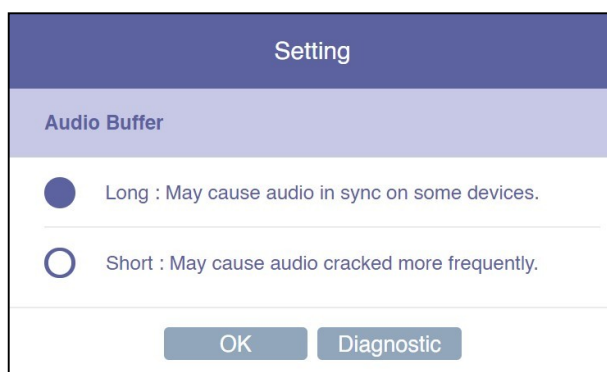 Setting
Audio Buffer
Long : May cause audio in sync on some devices.
Short : May cause audio cracked more frequently.
OK Diagnostic